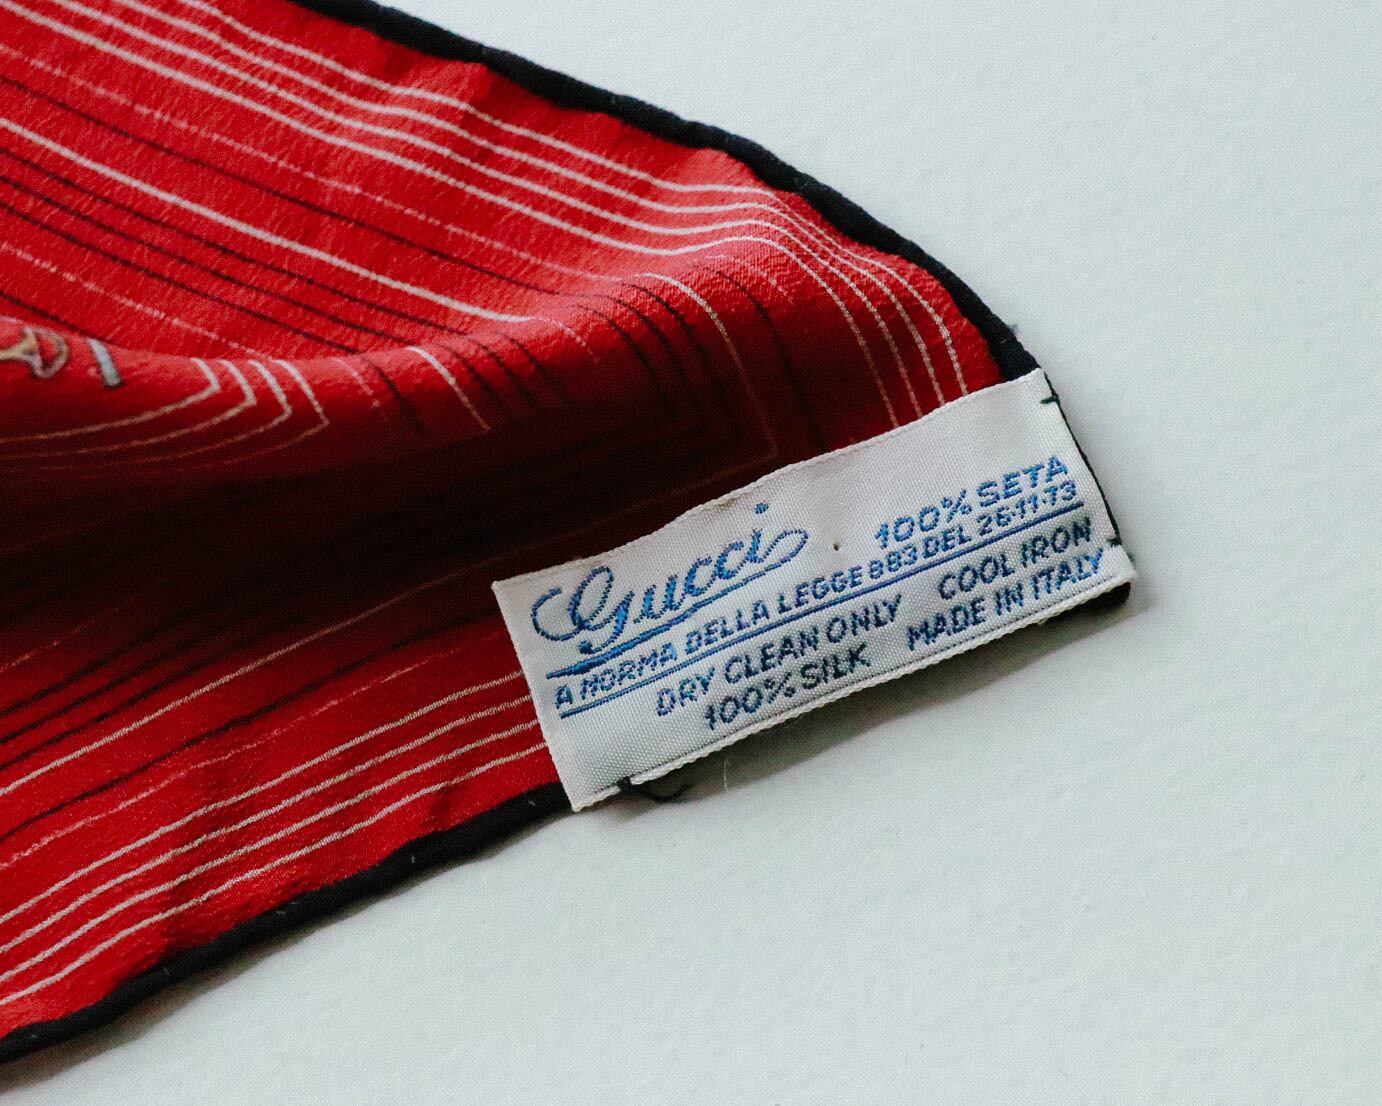 Gucci 100% SETA
A NORMA DELLA LEGGE 883 DEL 26·11·73
DRY CLEAN ONLY COOL IRON
100% SILK MADE IN ITALY